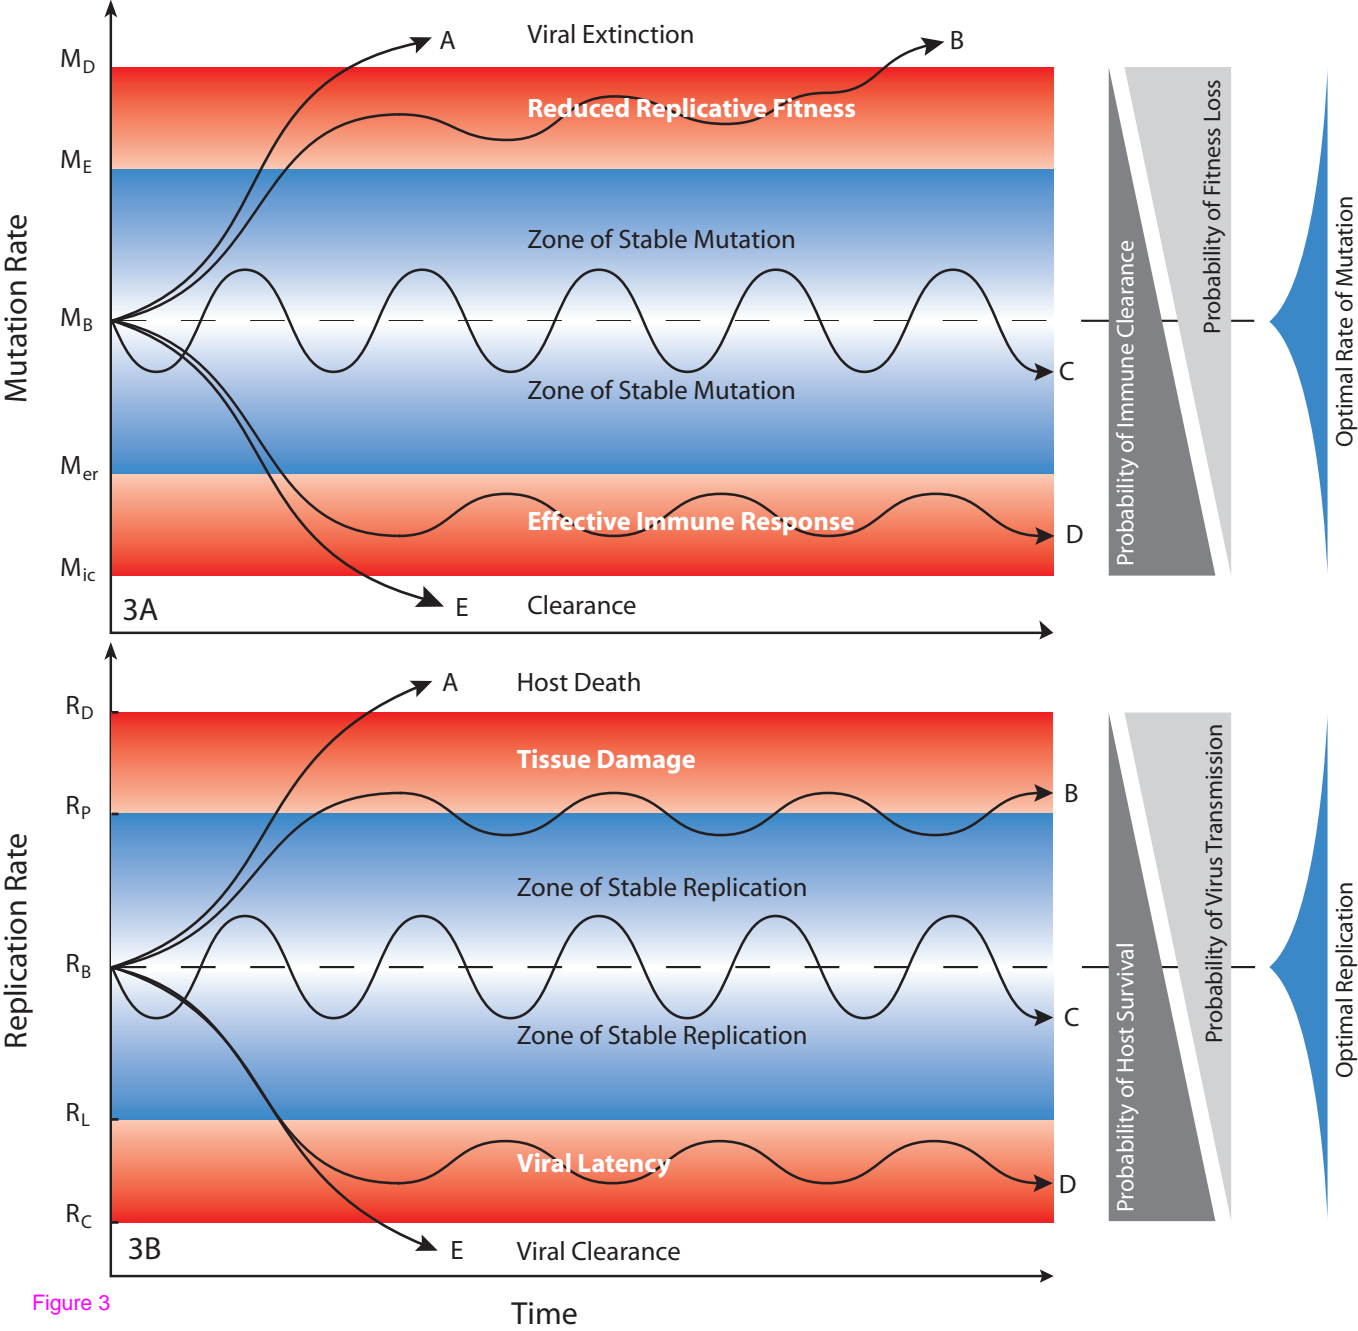 A
Viral Extinction
B
M_D
Reduced Replicative Fitness
M_E
Zone of Stable Mutation
M_B
Zone of Stable Mutation
C
M_er
Effective Immune Response
D
M_ic
3A
E
Clearance
Mutation Rate
Probability of Immune Clearance
Probability of Fitness Loss
Optimal Rate of Mutation
A
Host Death
R_D
Tissue Damage
B
R_P
Zone of Stable Replication
R_B
Zone of Stable Replication
C
R_L
Viral Latency
D
R_C
3B
E
Viral Clearance
Replication Rate
Probability of Host Survival
Probability of Virus Transmission
Optimal Replication
Figure 3
Time